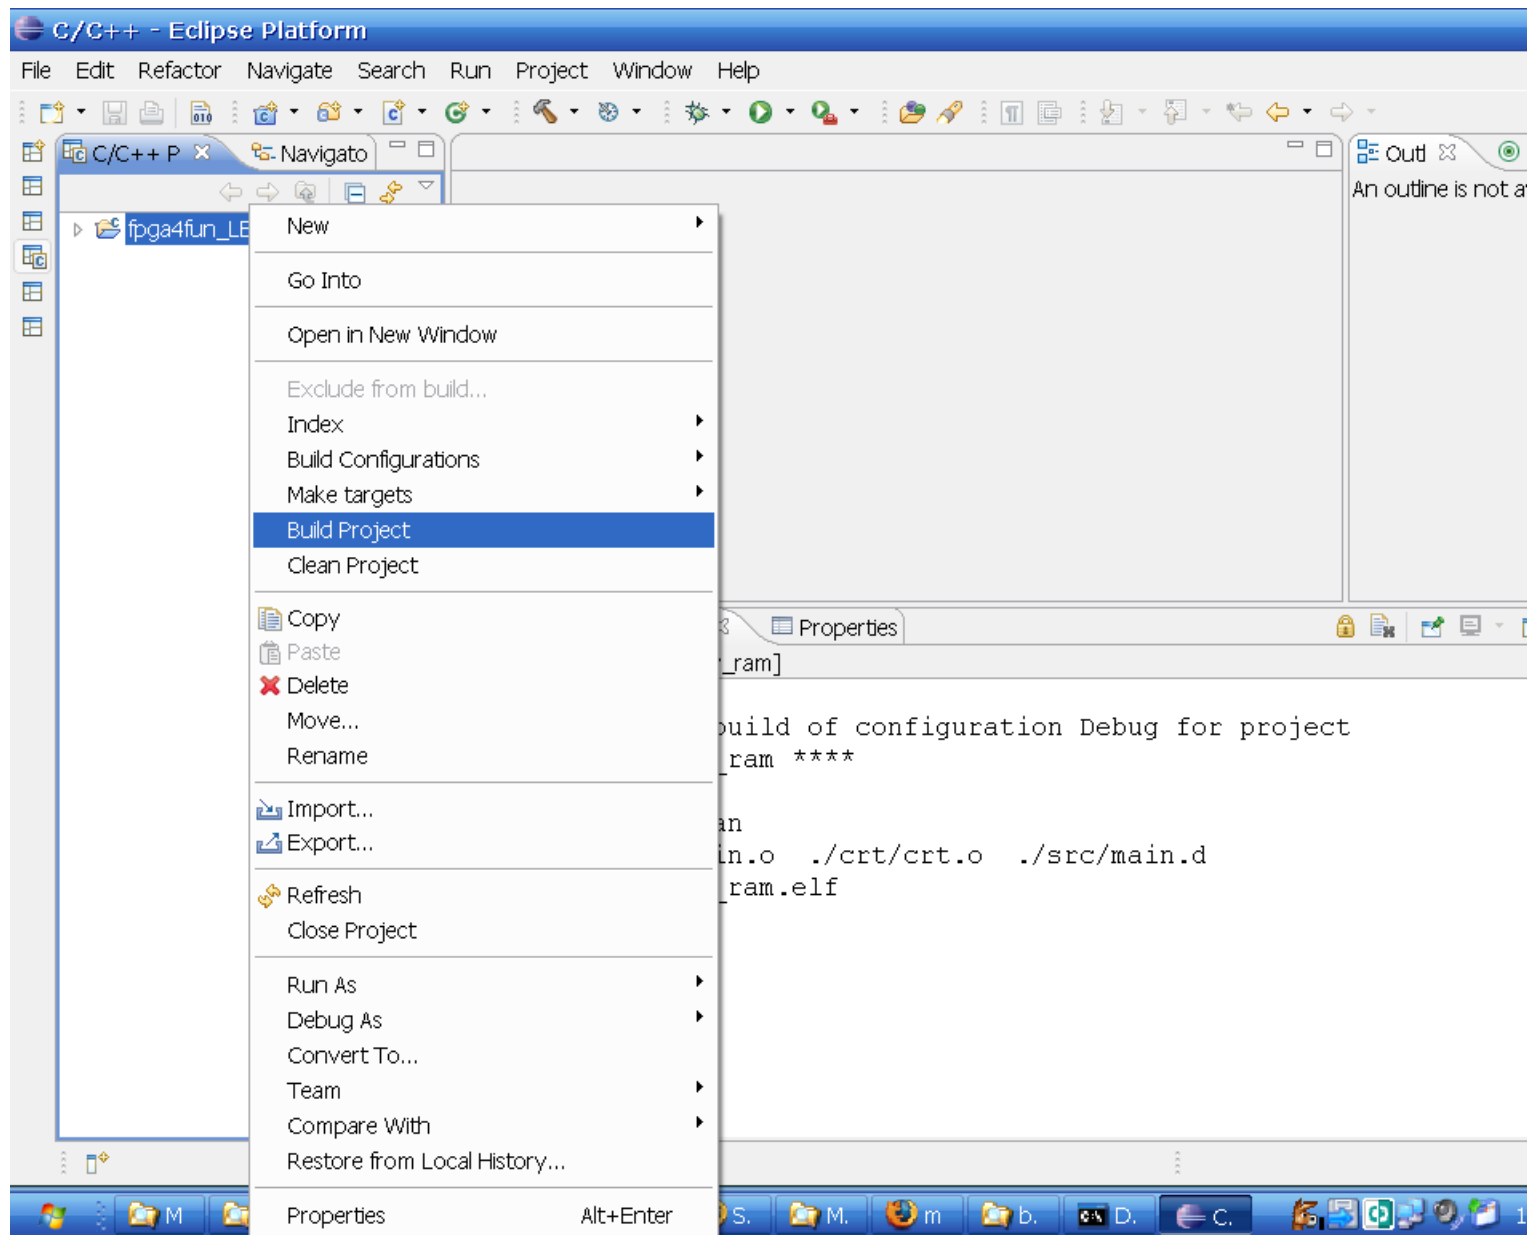 C/C++ - Eclipse Platform
File Edit Refactor Navigate Search Run Project Window Help
C/C++ P Navigato Outl
An outline is not a
fpga4fun_LE
New
Go Into
Open in New Window
Exclude from build...
Index
Build Configurations
Make targets
Build Project
Clean Project
Copy
Paste
Delete
Move...
Rename
Import...
Export...
Refresh
Close Project
Run As
Debug As
Convert To...
Team
Compare With
Restore from Local History...
Properties Alt+Enter
Properties
_ram]
build of configuration Debug for project
_ram ****
an
in.o ./crt/crt.o ./src/main.d
_ram.elf
M S. M. m b. D. C. 1